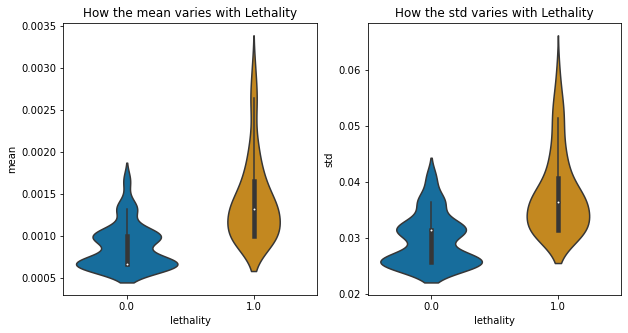 How the mean varies with Lethality
mean
0.0035
0.0030
0.0025
0.0020
0.0015
0.0010
0.0005
0.0
1.0
lethality
How the std varies with Lethality
std
0.06
0.05
0.04
0.03
0.02
0.0
1.0
lethality